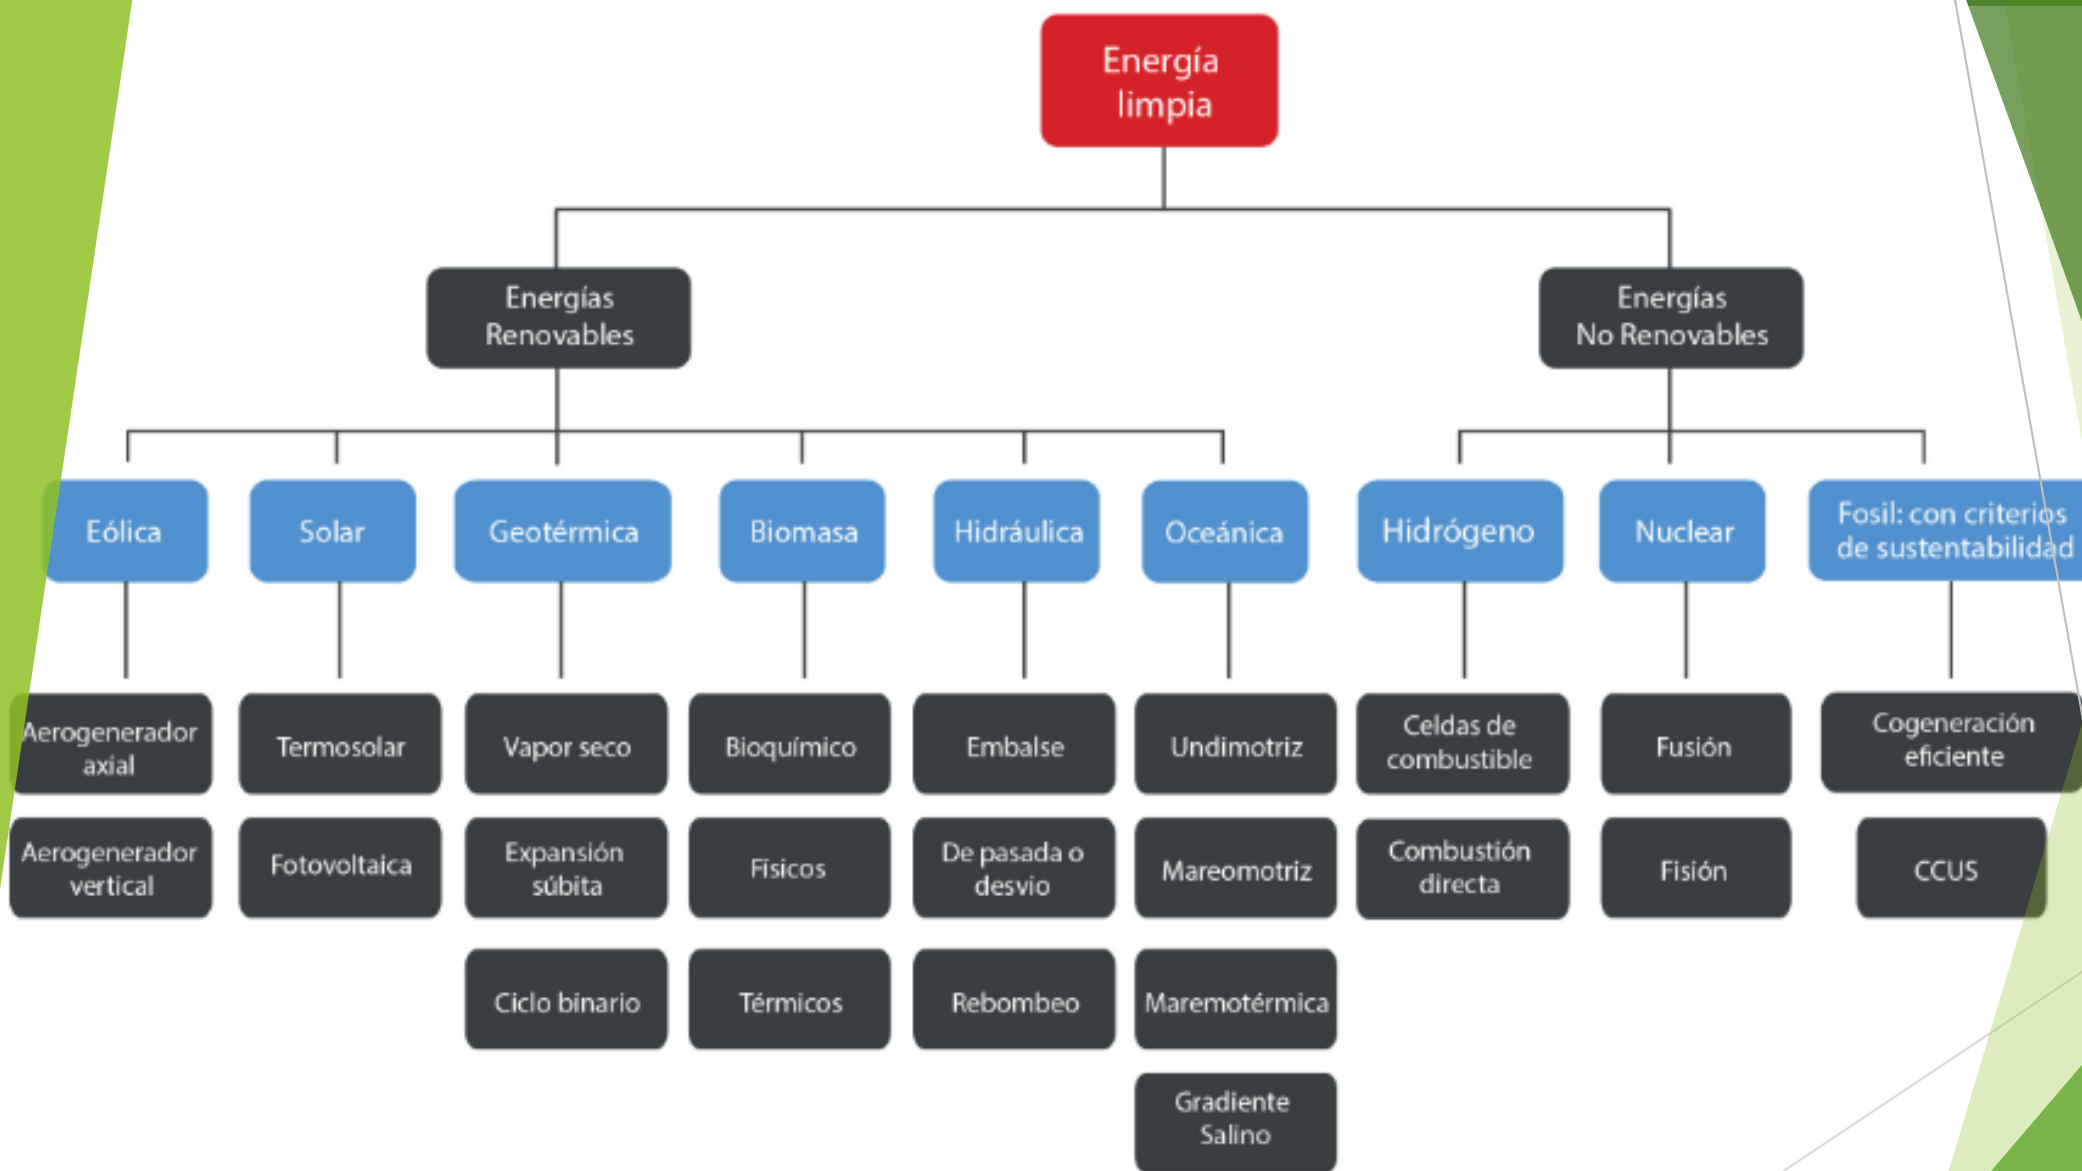 Energía
limpia
Energías
Renovables
Energías
No Renovables
Eólica
Solar
Geotérmica
Biomasa
Hidráulica
Oceánica
Hidrógeno
Nuclear
Fosil: con criterios
de sustentabilidad
Aerogenerador
axial
Termosolar
Vapor seco
Bioquímico
Embalse
Undimotriz
Celdas de
combustible
Fusión
Cogeneración
eficiente
Aerogenerador
vertical
Fotovoltaica
Expansión
súbita
Físicos
De pasada o
desvio
Mareomotriz
Combustión
directa
Fisión
CCUS
Ciclo binario
Térmicos
Rebombeo
Maremotérmica
Gradiente
Salino